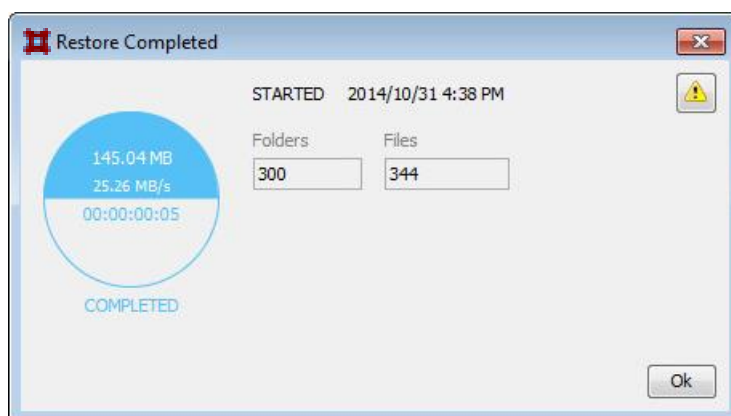 Restore Completed
STARTED 2014/10/31 4:38 PM
Folders Files
300 344
145.04 MB
25.26 MB/s
00:00:00:05
COMPLETED
Ok